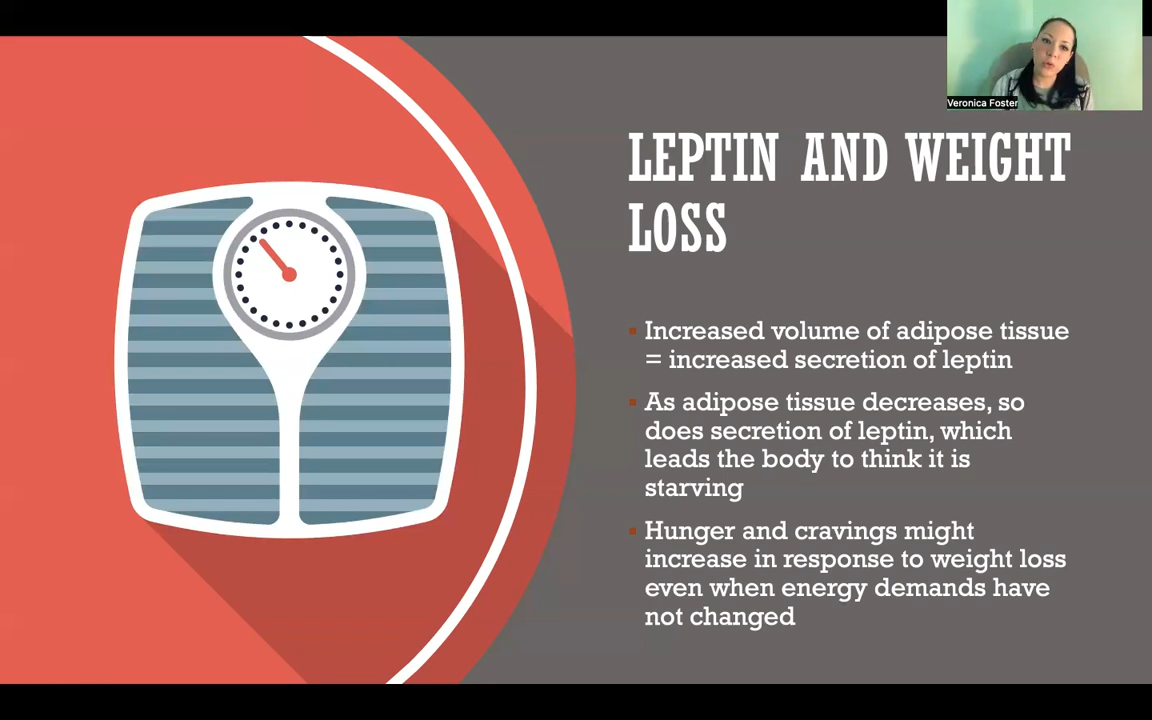 Veronica Foster
LEPTIN AND WEIGHT
LOSS
▪ Increased volume of adipose tissue
= increased secretion of leptin
▪ As adipose tissue decreases, so
does secretion of leptin, which
leads the body to think it is
starving
▪ Hunger and cravings might
increase in response to weight loss
even when energy demands have
not changed